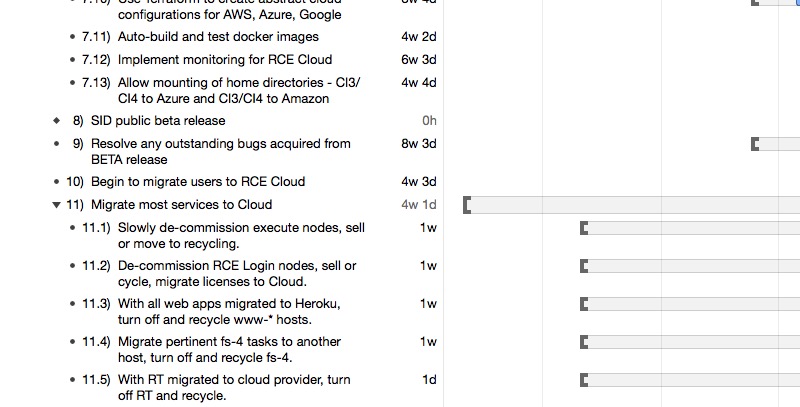 7.10) Use Terraform to create abstract cloud
configurations for AWS, Azure, Google
7.11) Auto-build and test docker images 4w 2d
7.12) Implement monitoring for RCE Cloud 6w 3d
7.13) Allow mounting of home directories - CI3/ 4w 4d
CI4 to Azure and CI3/CI4 to Amazon
8) SID public beta release 0h
9) Resolve any outstanding bugs acquired from 8w 3d
BETA release
10) Begin to migrate users to RCE Cloud 4w 3d
11) Migrate most services to Cloud 4w 1d
11.1) Slowly de-commission execute nodes, sell 1w
or move to recycling.
11.2) De-commission RCE Login nodes, sell or 1w
cycle, migrate licenses to Cloud.
11.3) With all web apps migrated to Heroku, 1w
turn off and recycle www-* hosts.
11.4) Migrate pertinent fs-4 tasks to another 1w
host, turn off and recycle fs-4.
11.5) With RT migrated to cloud provider, turn 1d
off RT and recycle.